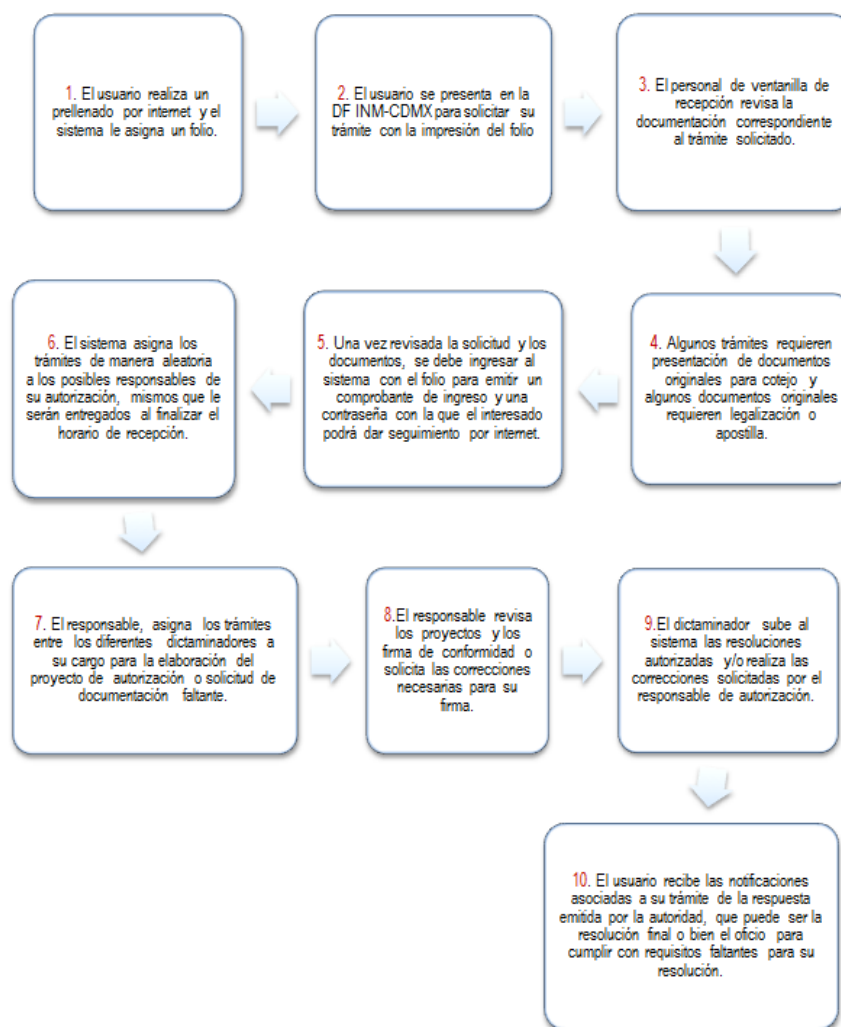 1. El usuario realiza un
prellenado por internet y el
sistema le asigna un folio.
2. El usuario se presenta en la
DF INM-CDMX para solicitar su
trámite con la impresión del folio
3. El personal de ventanilla de
recepción revisa la
documentación correspondiente
al trámite solicitado.
4. Algunos trámites requieren
presentación de documentos
originales para cotejo y
algunos documentos originales
requieren legalización o
apostilla.
5. Una vez revisada la solicitud y los
documentos, se debe ingresar al
sistema con el folio para emitir un
comprobante de ingreso y una
contraseña con la que el interesado
podrá dar seguimiento por internet.
6. El sistema asigna los
trámites de manera aleatoria
a los posibles responsables de
su autorización, mismos que le
serán entregados al finalizar el
horario de recepción.
7. El responsable, asigna los trámites
entre los diferentes dictaminadores a
su cargo para la elaboración del
proyecto de autorización o solicitud de
documentación faltante.
8.El responsable revisa
los proyectos y los
firma de conformidad o
solicita las correcciones
necesarias para su
firma.
9.El dictaminador sube al
sistema las resoluciones
autorizadas y/o realiza las
correcciones solicitadas por el
responsable de autorización.
10. El usuario recibe las notificaciones
asociadas a su trámite de la respuesta
emitida por la autoridad, que puede ser la
resolución final o bien el oficio para
cumplir con requisitos faltantes para su
resolución.